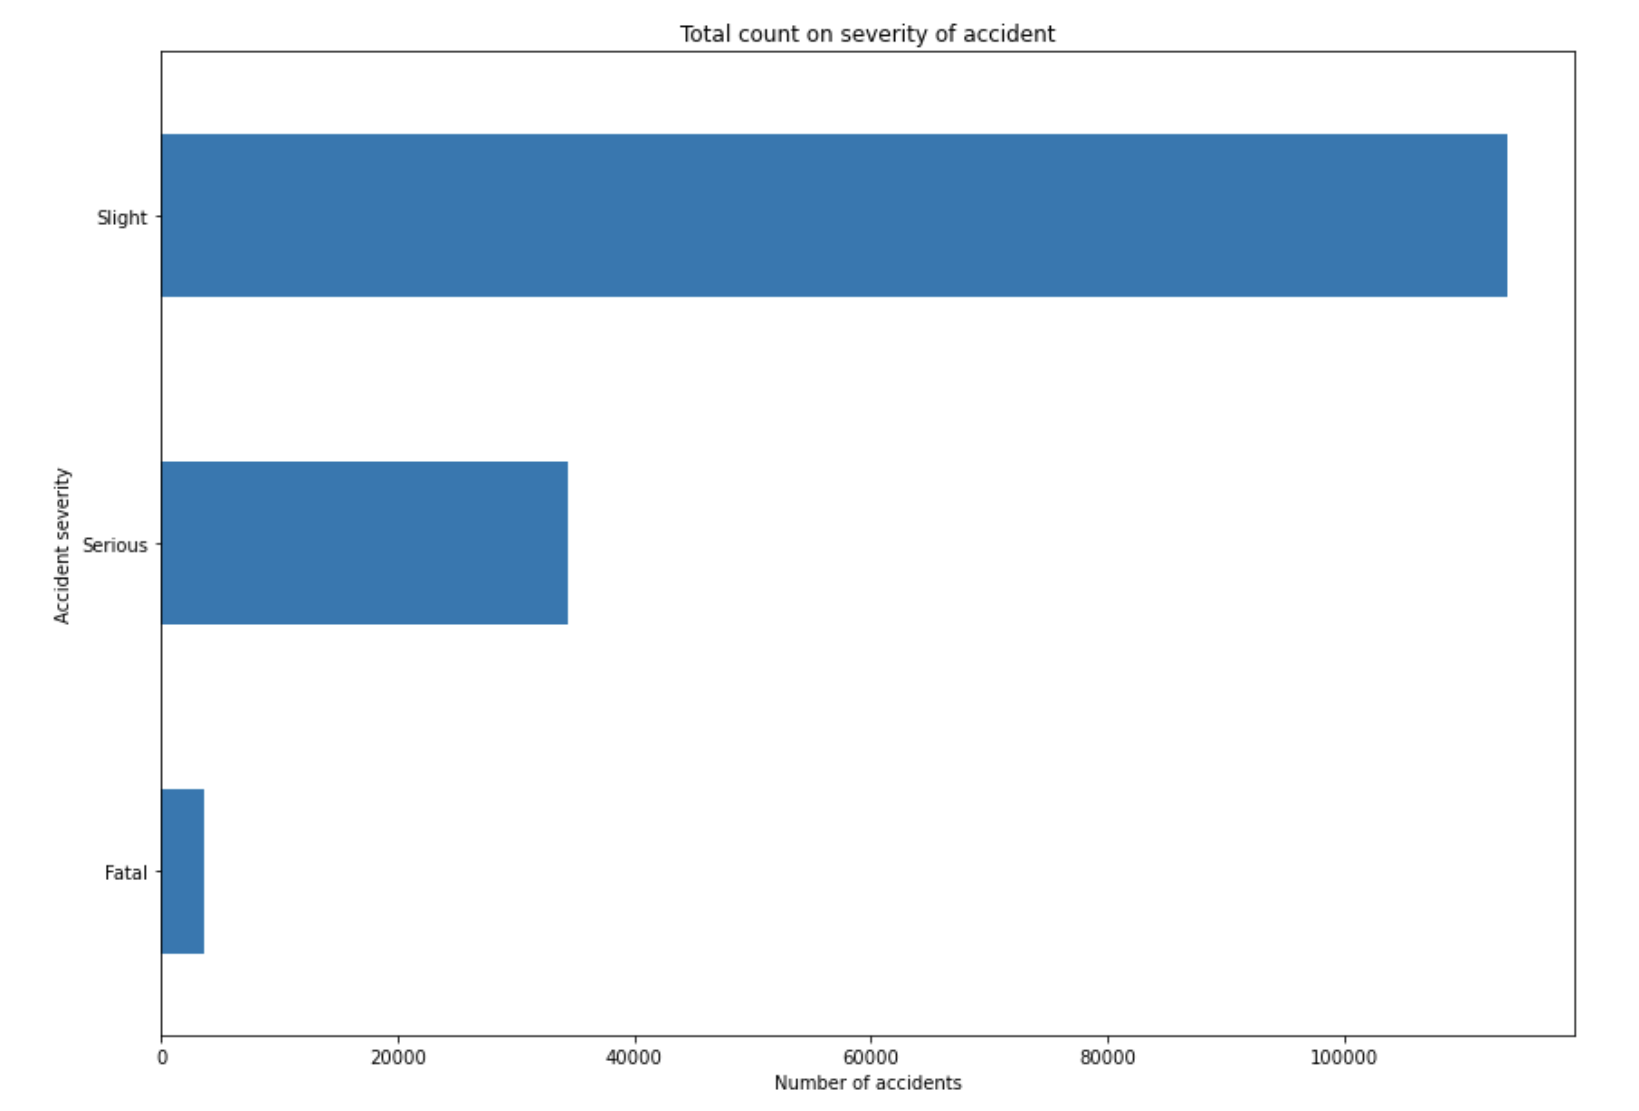 Total count on severity of accident
Slight
Serious
Fatal
Accident severity
0 20000 40000 60000 80000 100000
Number of accidents